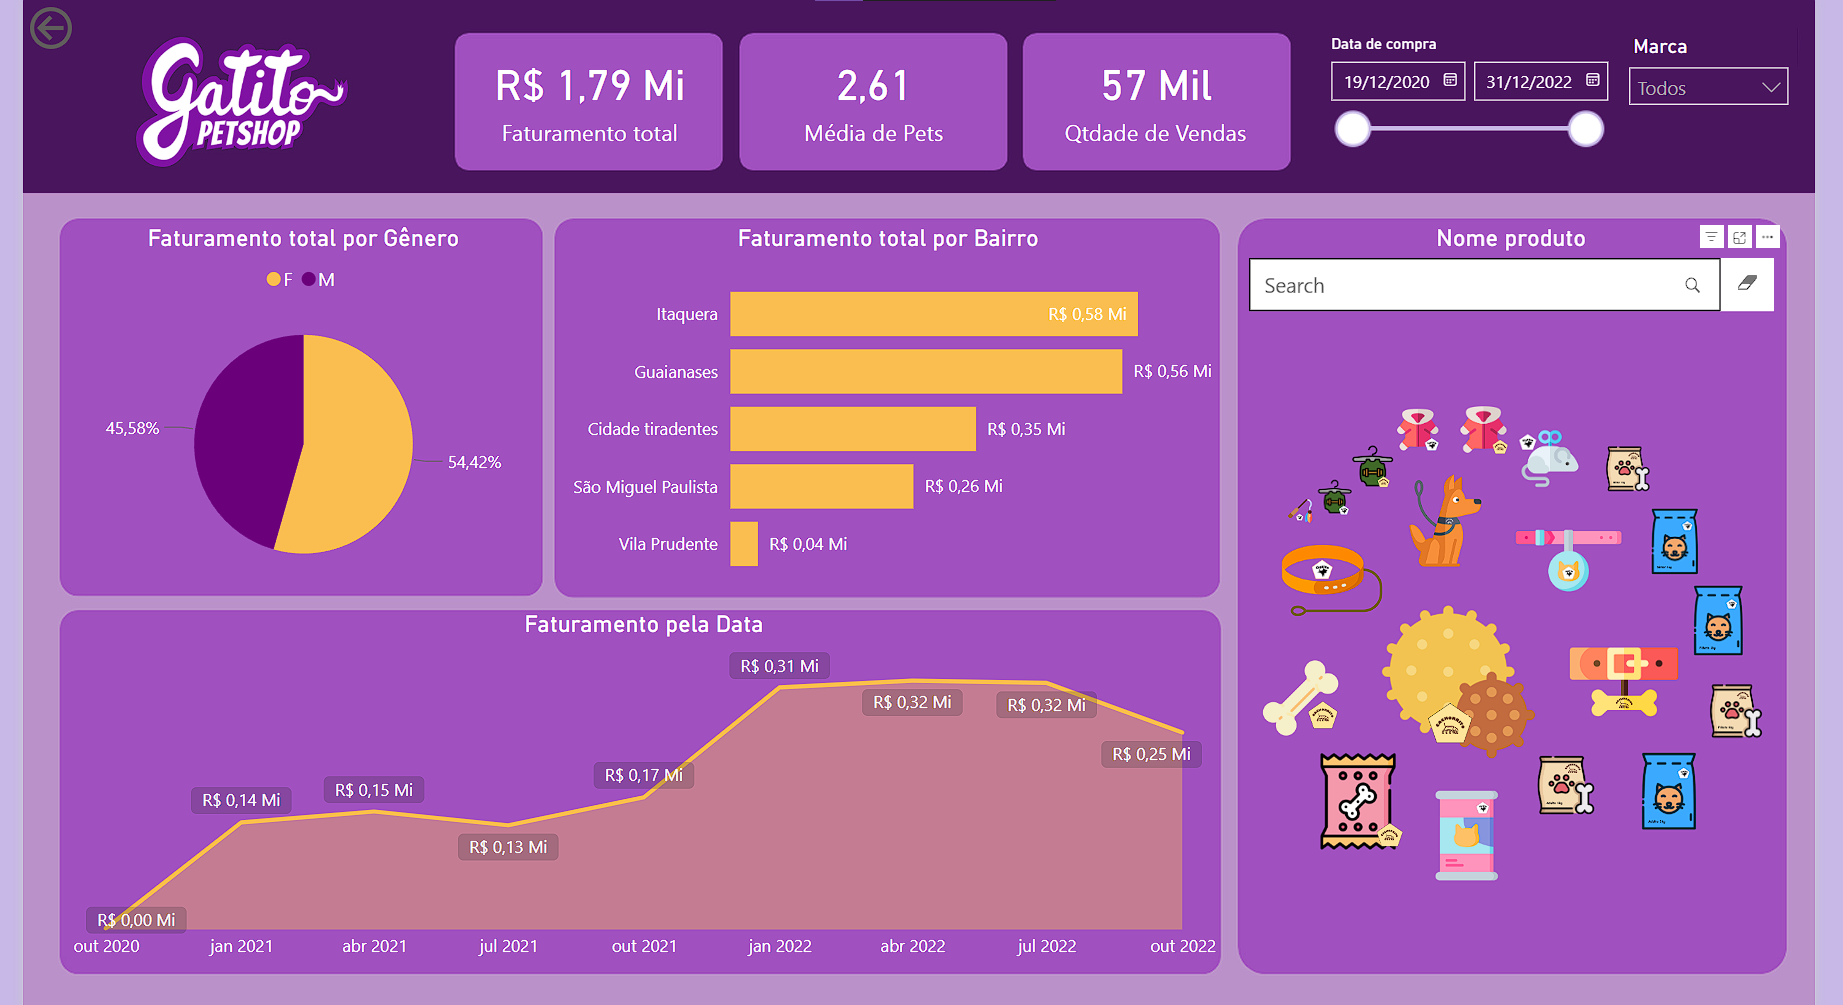 Gatito
PETSHOP
R$ 1,79 Mi
Faturamento total
2,61
Média de Pets
57 Mil
Qtdade de Vendas
Data de compra
19/12/2020
31/12/2022
Marca
Todos
Faturamento total por Gênero
F M
45,58%
54,42%
Faturamento total por Bairro
Itaquera
R$ 0,58 Mi
Guaianases
R$ 0,56 Mi
Cidade tiradentes
R$ 0,35 Mi
São Miguel Paulista
R$ 0,26 Mi
Vila Prudente
R$ 0,04 Mi
Nome produto
Search
Faturamento pela Data
R$ 0,00 Mi
R$ 0,14 Mi
R$ 0,15 Mi
R$ 0,13 Mi
R$ 0,17 Mi
R$ 0,31 Mi
R$ 0,32 Mi
R$ 0,32 Mi
R$ 0,25 Mi
out 2020
jan 2021
abr 2021
jul 2021
out 2021
jan 2022
abr 2022
jul 2022
out 2022